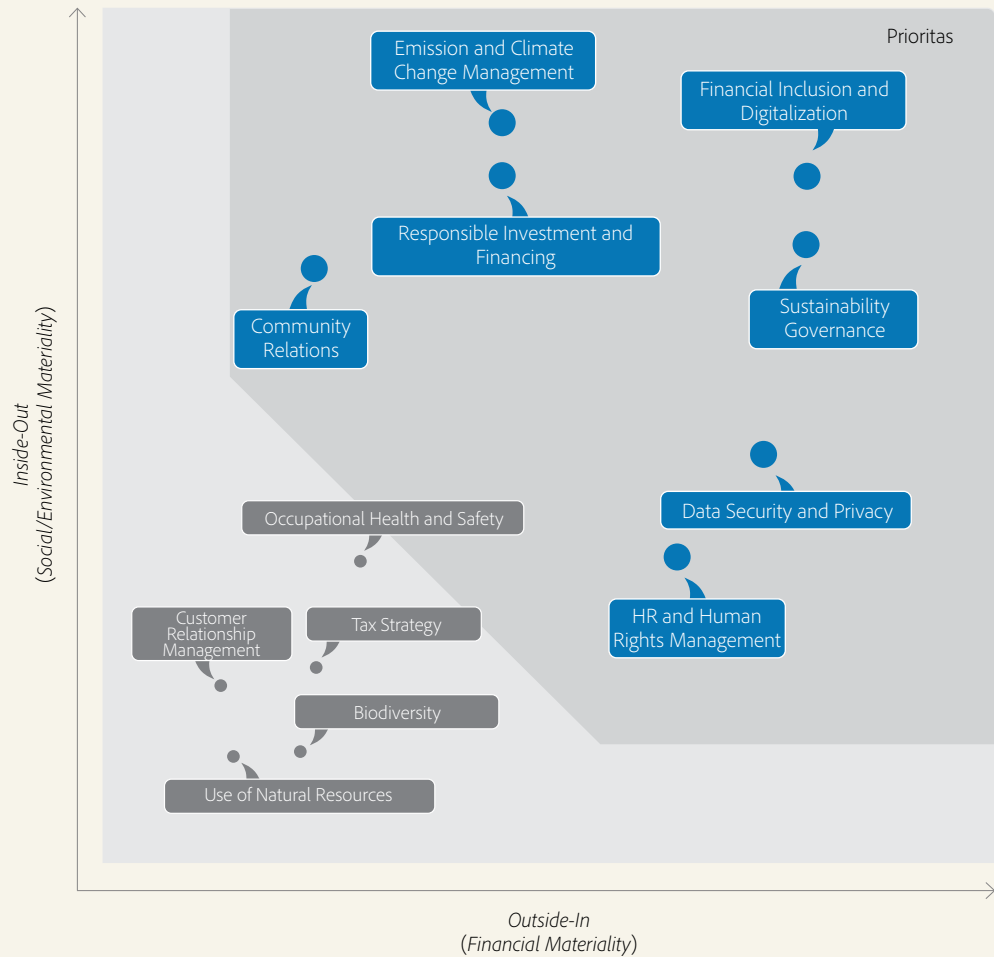 Prioritas
Emission and Climate
Change Management
Financial Inclusion and
Digitalization
Responsible Investment and
Financing
Community
Relations
Sustainability
Governance
Data Security and Privacy
Occupational Health and Safety
HR and Human
Rights Management
Customer
Relationship
Management
Tax Strategy
Biodiversity
Use of Natural Resources
Inside-Out
(Social/Environmental Materiality)
Outside-In
(Financial Materiality)